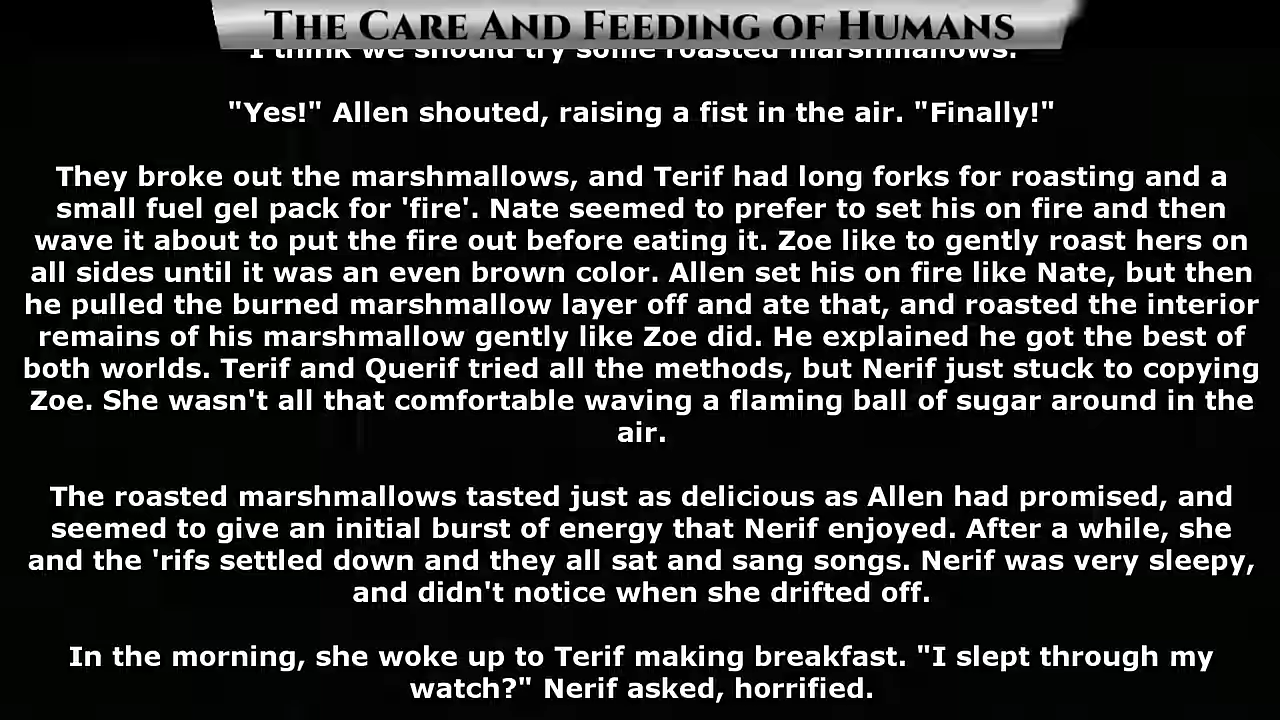 The Care And Feeding of Humans
I think we should try some roasted marshmallows.
"Yes!" Allen shouted, raising a fist in the air. "Finally!"
They broke out the marshmallows, and Terif had long forks for roasting and a
small fuel gel pack for 'fire'. Nate seemed to prefer to set his on fire and then
wave it about to put the fire out before eating it. Zoe like to gently roast hers on
all sides until it was an even brown color. Allen set his on fire like Nate, but then
he pulled the burned marshmallow layer off and ate that, and roasted the interior
remains of his marshmallow gently like Zoe did. He explained he got the best of
both worlds. Terif and Querif tried all the methods, but Nerif just stuck to copying
Zoe. She wasn't all that comfortable waving a flaming ball of sugar around in the
air.
The roasted marshmallows tasted just as delicious as Allen had promised, and
seemed to give an initial burst of energy that Nerif enjoyed. After a while, she
and the 'rifs settled down and they all sat and sang songs. Nerif was very sleepy,
and didn't notice when she drifted off.
In the morning, she woke up to Terif making breakfast. "I slept through my
watch?" Nerif asked, horrified.